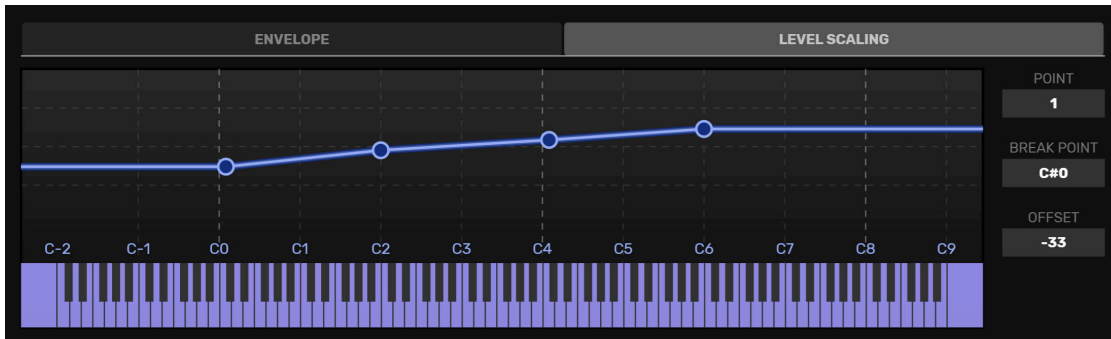 ENVELOPE
LEVEL SCALING
POINT
1
BREAK POINT
C#0
OFFSET
-33
C-2 C-1 C0 C1 C2 C3 C4 C5 C6 C7 C8 C9